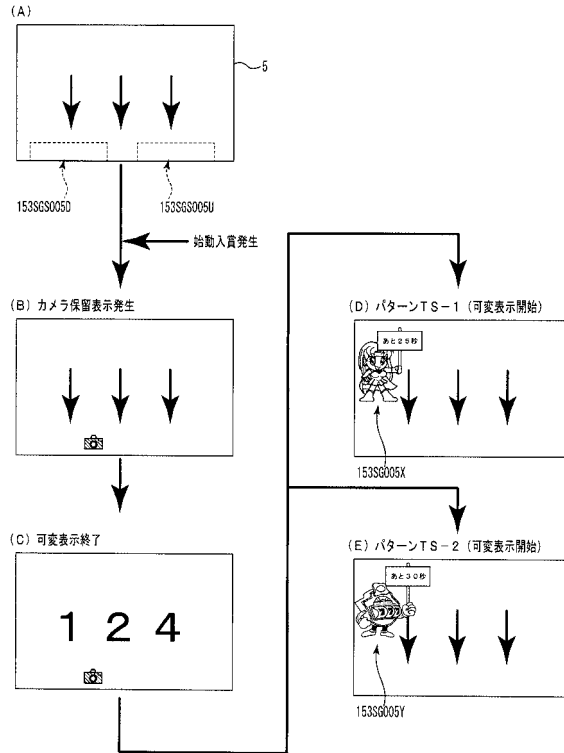 (A)
5
153SGS005D
153SGS005U
始動入賞発生
(B) カメラ保留表示発生
(C) 可変表示終了
1 2 4
(D) パターンTS-1 (可変表示開始)
あと25秒
153SG005X
(E) パターンTS-2 (可変表示開始)
あと30秒
153SG005Y